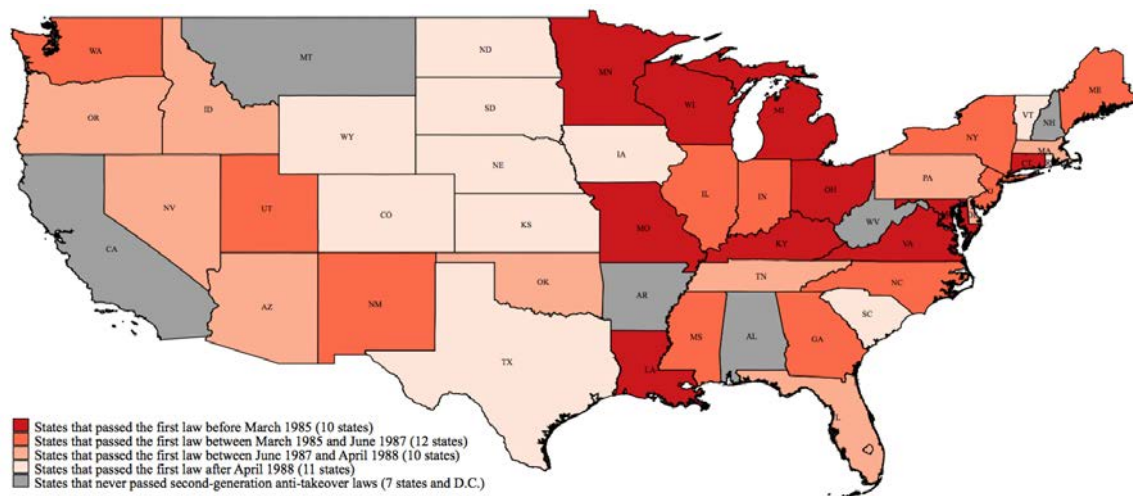 WA
MT
ND
MN
ME
OR
ID
SD
WI
MI
VT
NH
NY
WY
MA
CT
IA
NE
PA
NJ
NV
UT
CO
IL
IN
OH
WV
CA
KS
MO
KY
VA
AZ
NM
OK
AR
TN
NC
SC
MS
AL
GA
TX
LA
States that passed the first law before March 1985 (10 states)
States that passed the first law between March 1985 and June 1987 (12 states)
States that passed the first law between June 1987 and April 1988 (10 states)
States that passed the first law after April 1988 (11 states)
States that never passed second-generation anti-takeover laws (7 states and D.C.)